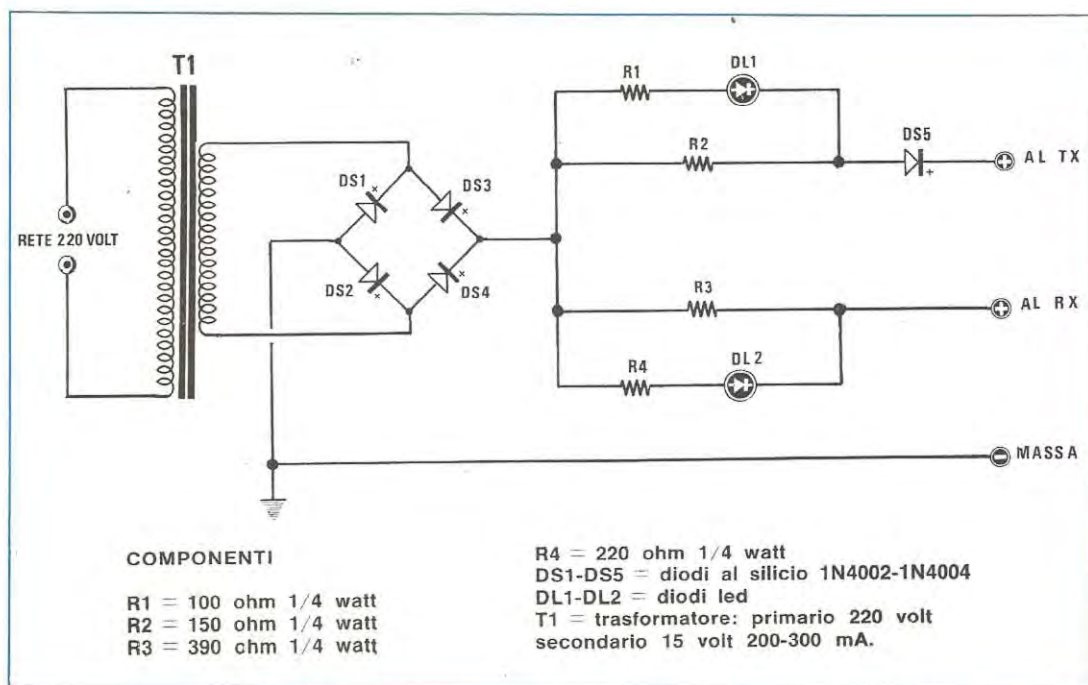 T1
R1
DL1
R2
DS5
AL TX
DS1
DS3
RETE 220 VOLT
DS2
DS4
R3
AL RX
R4
DL2
MASSA
COMPONENTI
R1 = 100 ohm 1/4 watt
R2 = 150 ohm 1/4 watt
R3 = 390 ohm 1/4 watt
R4 = 220 ohm 1/4 watt
DS1-DS5 = diodi al silicio 1N4002-1N4004
DL1-DL2 = diodi led
T1 = trasformatore: primario 220 volt
secondario 15 volt 200-300 mA.